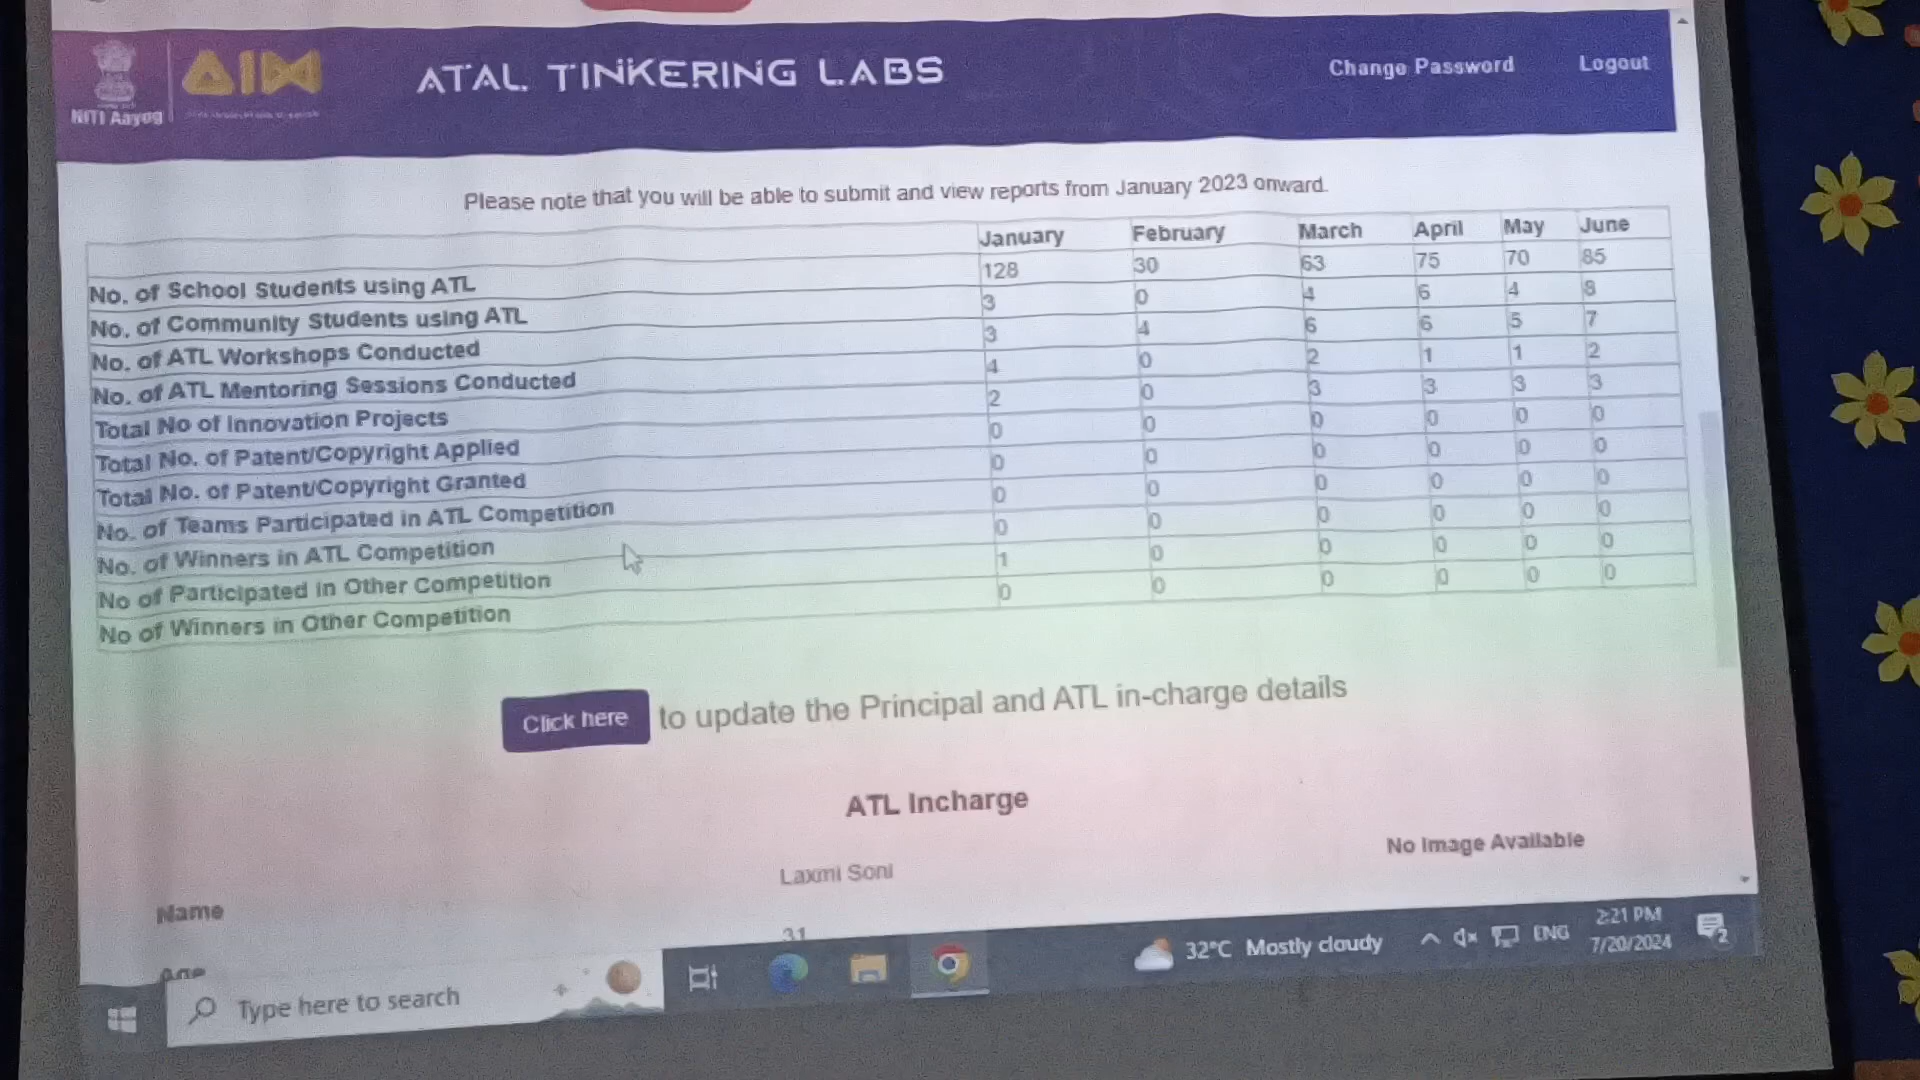 NITI Aayog
AIM
ATAL TINKERING LABS
Change Password
Logout
Please note that you will be able to submit and view reports from January 2023 onward.
January February March April May June
No. of School Students using ATL 128 30 63 75 70 85
No. of Community Students using ATL 3 0 4 6 4 8
No. of ATL Workshops Conducted 3 4 6 6 5 7
No. of ATL Mentoring Sessions Conducted 4 0 2 1 1 2
Total No of Innovation Projects 2 0 3 3 3 3
Total No. of Patent/Copyright Applied 0 0 0 0 0 0
Total No. of Patent/Copyright Granted 0 0 0 0 0 0
No. of Teams Participated in ATL Competition 0 0 0 0 0 0
No. of Winners in ATL Competition 0 0 0 0 0 0
No of Participated in Other Competition 1 0 0 0 0 0
No of Winners in Other Competition 0 0 0 0 0 0
Click here to update the Principal and ATL in-charge details
ATL Incharge
No Image Available
Name Laxmi Soni
Age 31
Type here to search
32°C Mostly cloudy
ENG
2:21 PM
7/20/2024
2